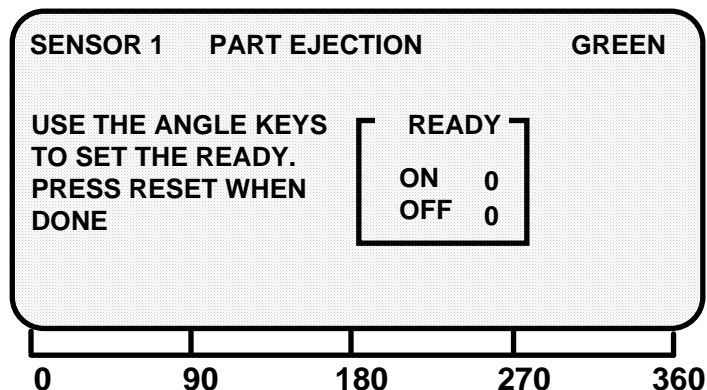 SENSOR 1 PART EJECTION GREEN
USE THE ANGLE KEYS
TO SET THE READY.
PRESS RESET WHEN
DONE
READY
ON 0
OFF 0
0 90 180 270 360